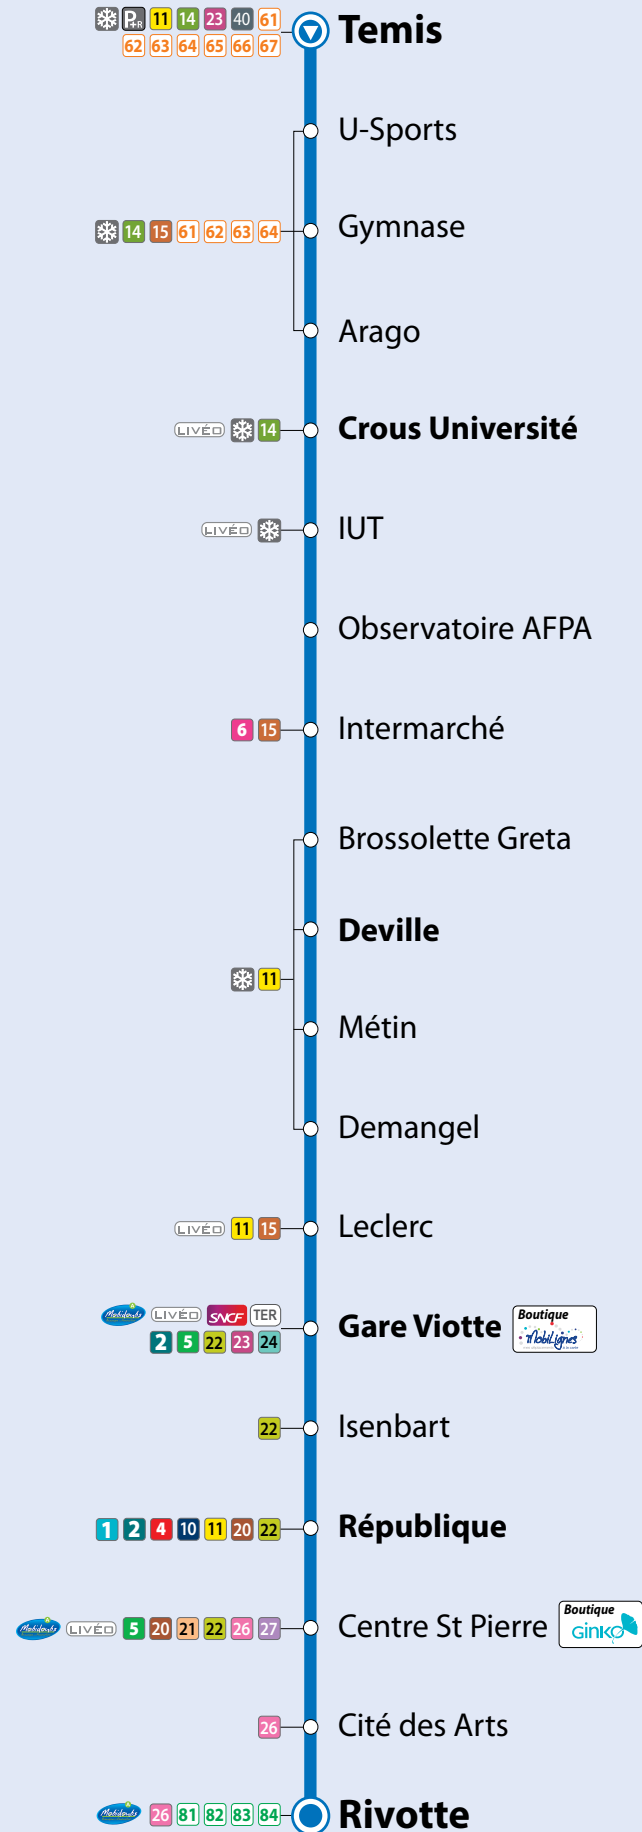 P+R 11 14 23 40 61
62 63 64 65 66 67
Temis
U-Sports
14 15 61 62 63 64
Gymnase
Arago
LIVÉO 14
Crous Université
LIVÉO
IUT
Observatoire AFPA
6 15
Intermarché
Brossolette Greta
Deville
11
Métin
Demangel
LIVÉO 11 15
Leclerc
Mobidoubs LIVÉO SNCF TER
2 5 22 23 24
Gare Viotte
Boutique
MobiLignes
22
Isenbart
1 2 4 10 11 20 22
République
Mobidoubs LIVÉO 5 20 21 22 26 27
Centre St Pierre
Boutique
GINKO
26
Cité des Arts
Mobidoubs 26 81 82 83 84
Rivotte